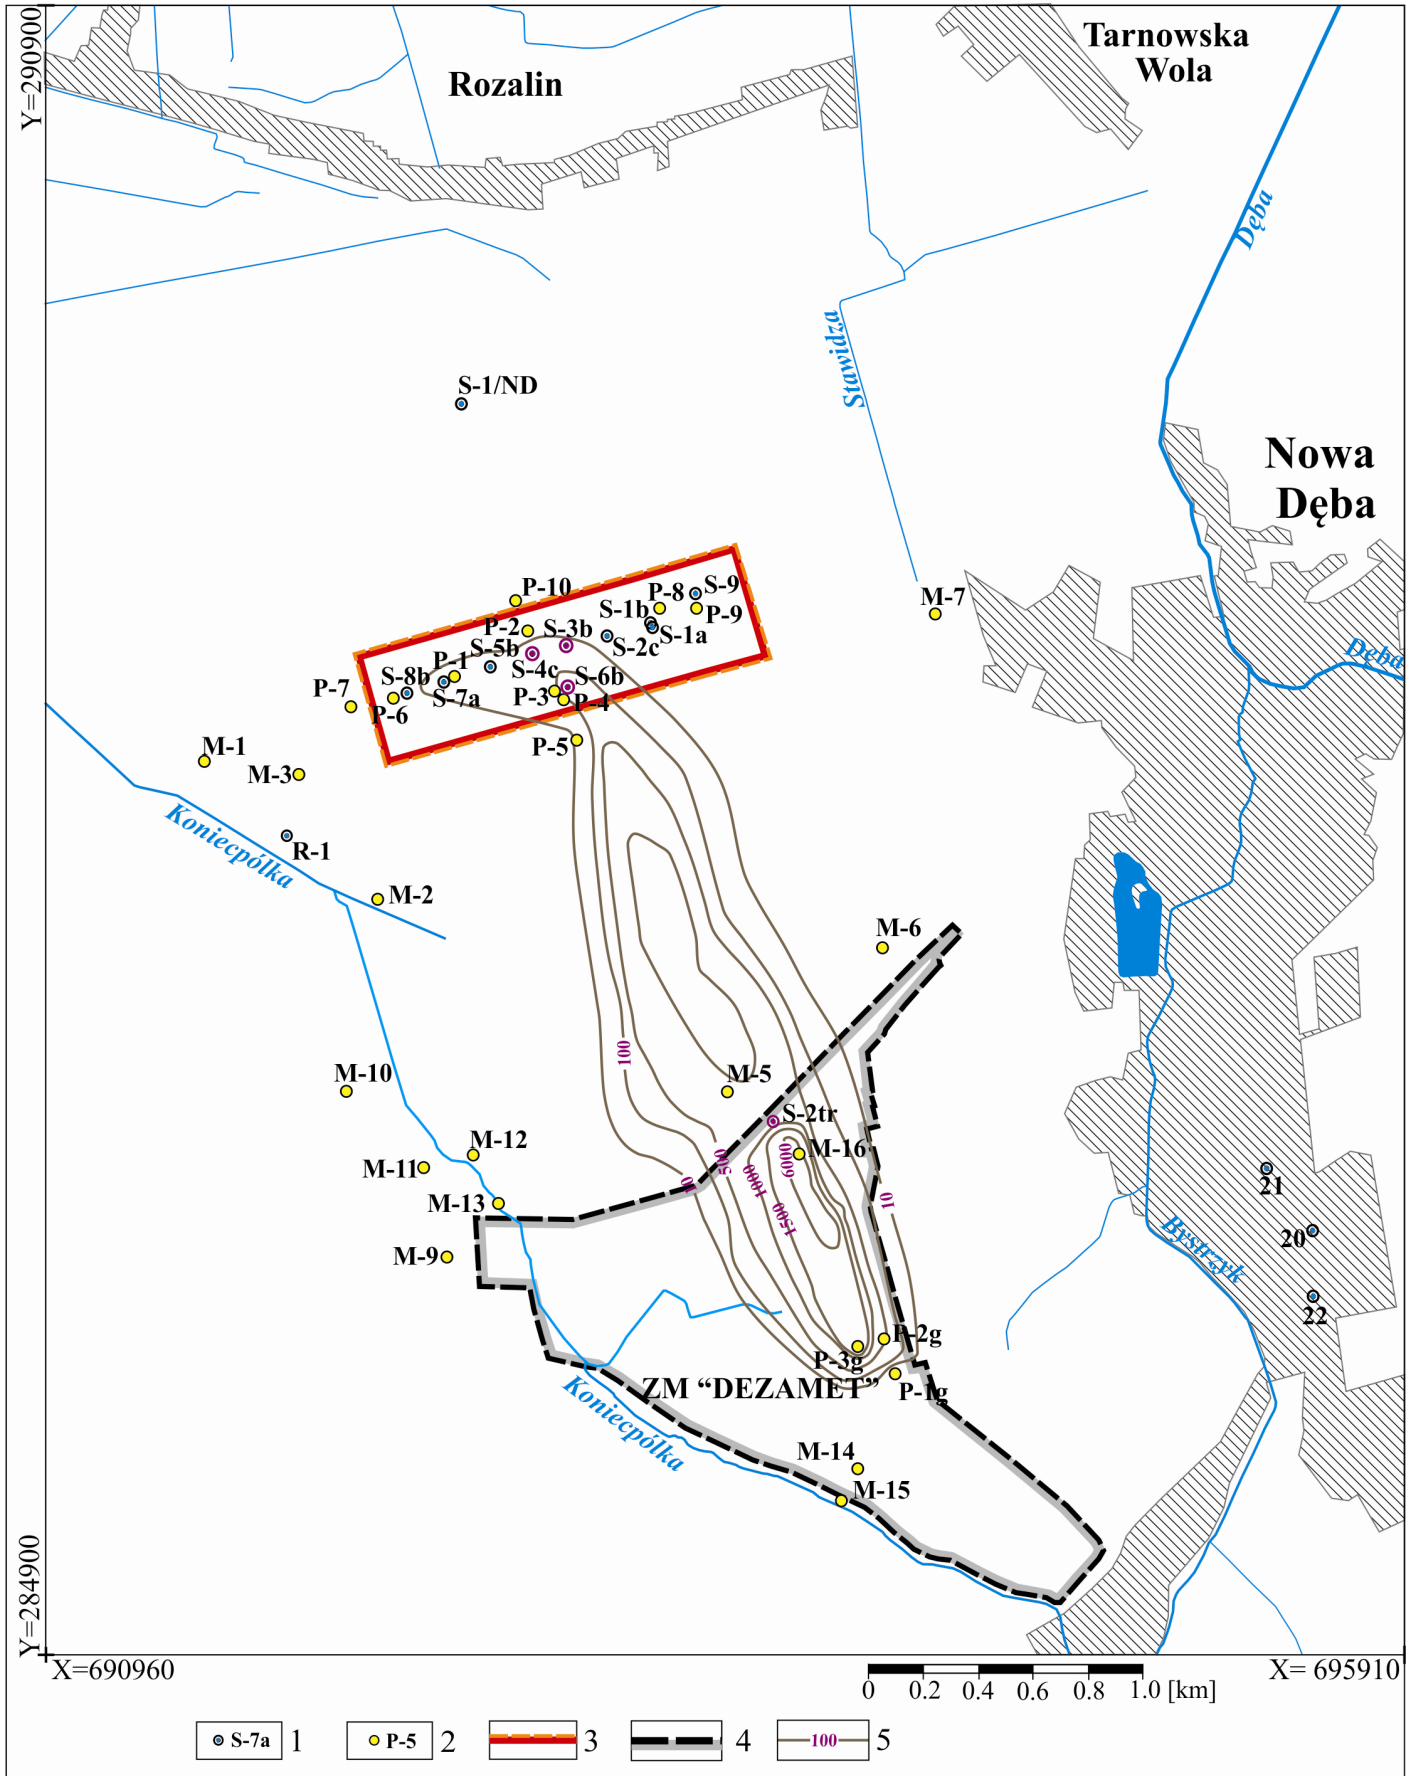 Y=290900
Tarnowska
Wola
Rozalin
Dęba
Stawidza
S-1/ND
Nowa
Dęba
P-10
P-8
S-9
S-1b
P-9
M-7
P-2
S-3b
S-1a
S-2c
S-5b
P-1
S-4c
S-8b
S-6b
P-7
S-7a
P-3
P-4
P-6
Dęba
P-5
M-1
M-3
Koniecpólka
R-1
M-2
M-6
100
M-5
M-10
S-2tr
M-12
M-16
M-11
500
6000
1000
10
10
M-13
1500
21
20
M-9
Bystrzyk
22
P-2g
P-3g
ZM “DEZAMET”
P-1g
Koniecpólka
M-14
M-15
Y=284900
X=690960
X= 695910
0 0.2 0.4 0.6 0.8 1.0 [km]
S-7a 1 P-5 2 3 4 100 5